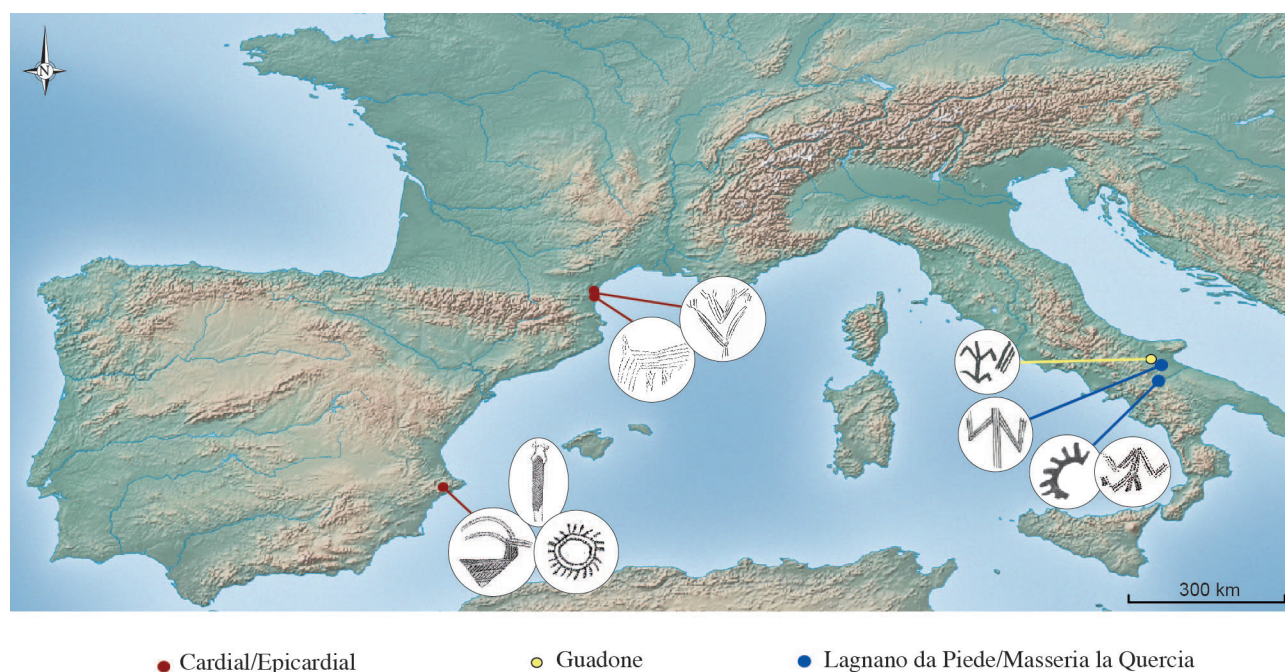 N
300 km
Cardial/Epicardial
Guadone
Lagnano da Piede/Masseria la Quercia